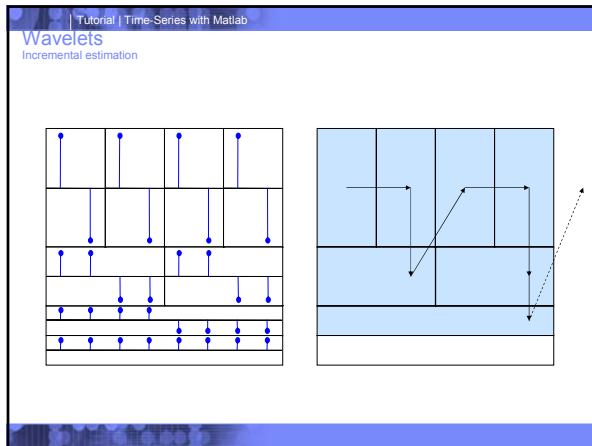 Tutorial | Time-Series with Matlab
Wavelets
Incremental estimation